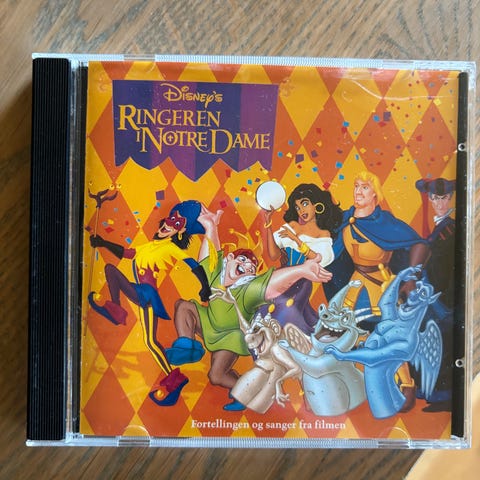 DISNEY'S
RINGEREN
I NOTRE DAME
Fortellingen og sanger fra filmen